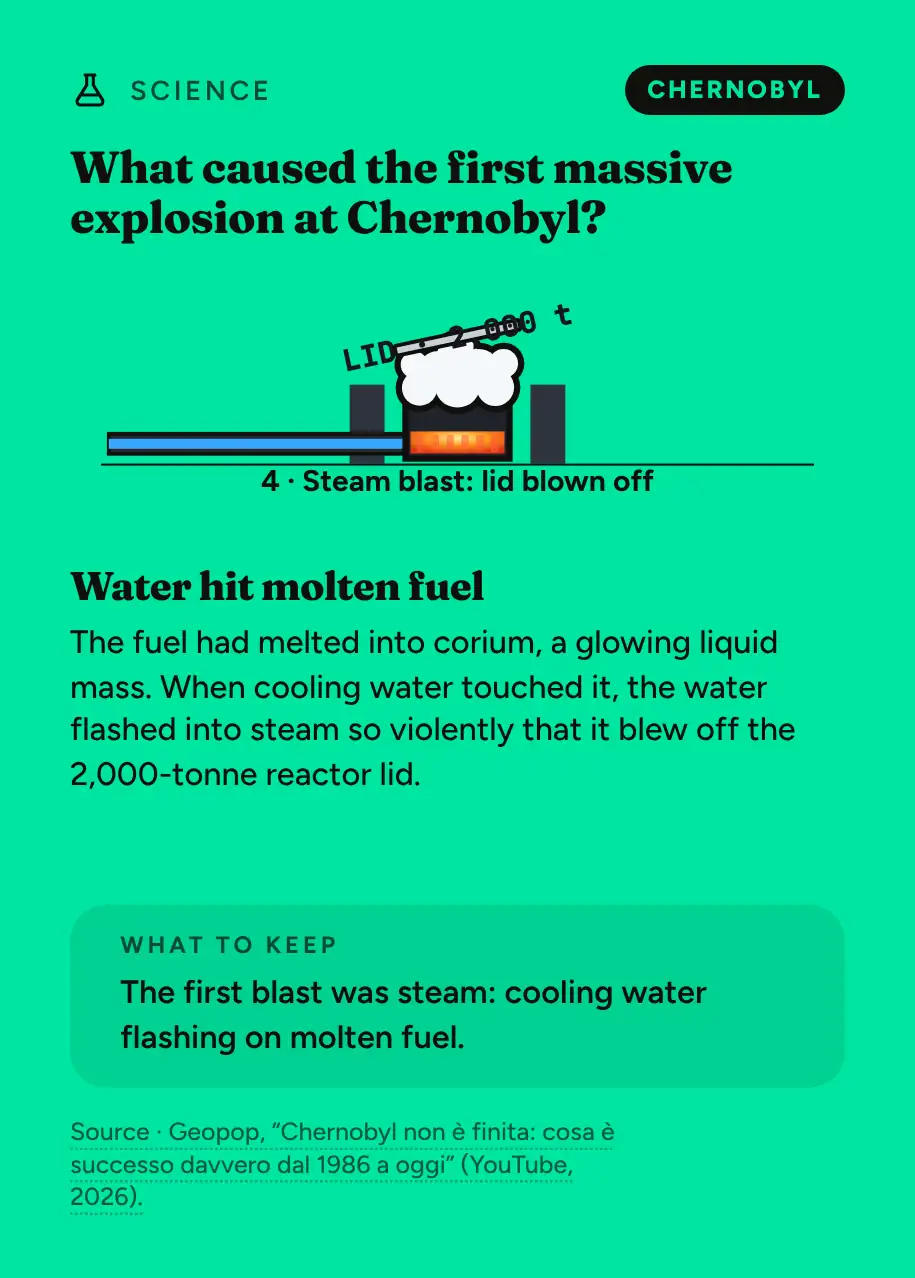 SCIENCE
CHERNOBYL
What caused the first massive
explosion at Chernobyl?
LID · 2 000 t
4 · Steam blast: lid blown off
Water hit molten fuel
The fuel had melted into corium, a glowing liquid
mass. When cooling water touched it, the water
flashed into steam so violently that it blew off the
2,000-tonne reactor lid.
WHAT TO KEEP
The first blast was steam: cooling water
flashing on molten fuel.
Source · Geopop, “Chernobyl non è finita: cosa è
successo davvero dal 1986 a oggi” (YouTube,
2026).